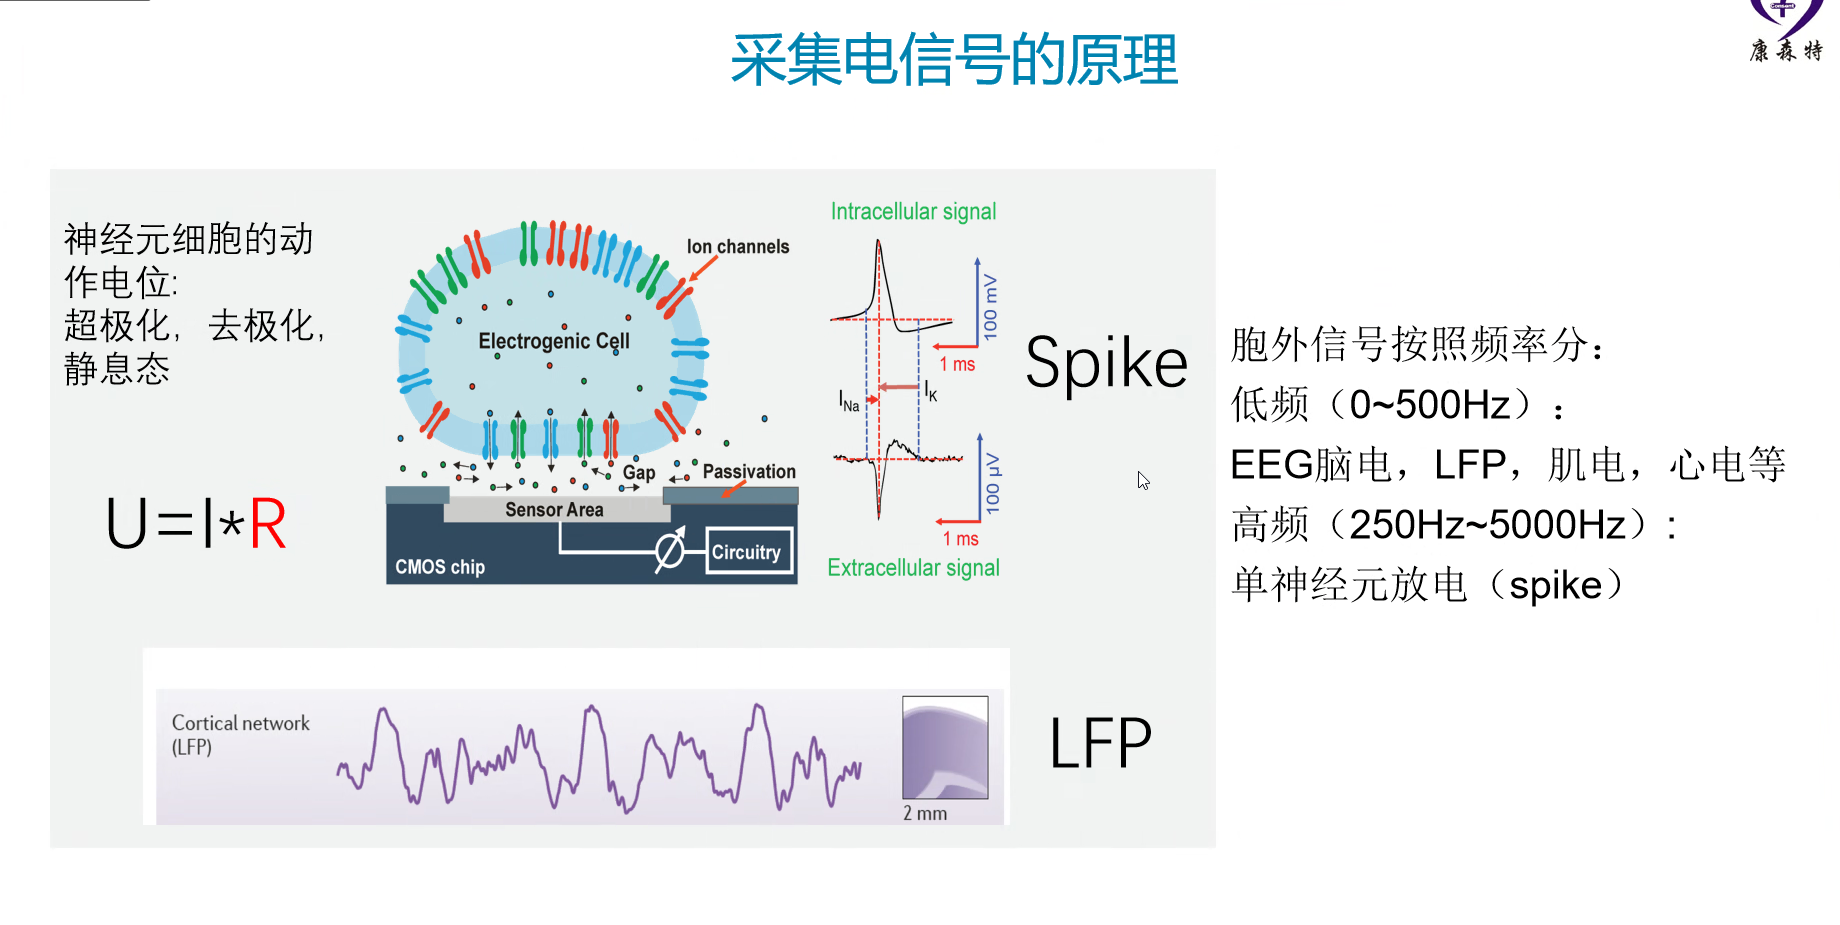 采集电信号的原理
Consent
康森特
神经元细胞的动
作电位:
超极化，去极化，
静息态
U=I*R
Ion channels
Electrogenic Cell
Gap
Passivation
Sensor Area
CMOS chip
Circuitry
Intracellular signal
100 mV
1 ms
INa
IK
100 µV
1 ms
Extracellular signal
Spike
Cortical network
(LFP)
2 mm
LFP
胞外信号按照频率分：
低频（0~500Hz）：
EEG脑电，LFP，肌电，心电等
高频（250Hz~5000Hz）：
单神经元放电（spike）